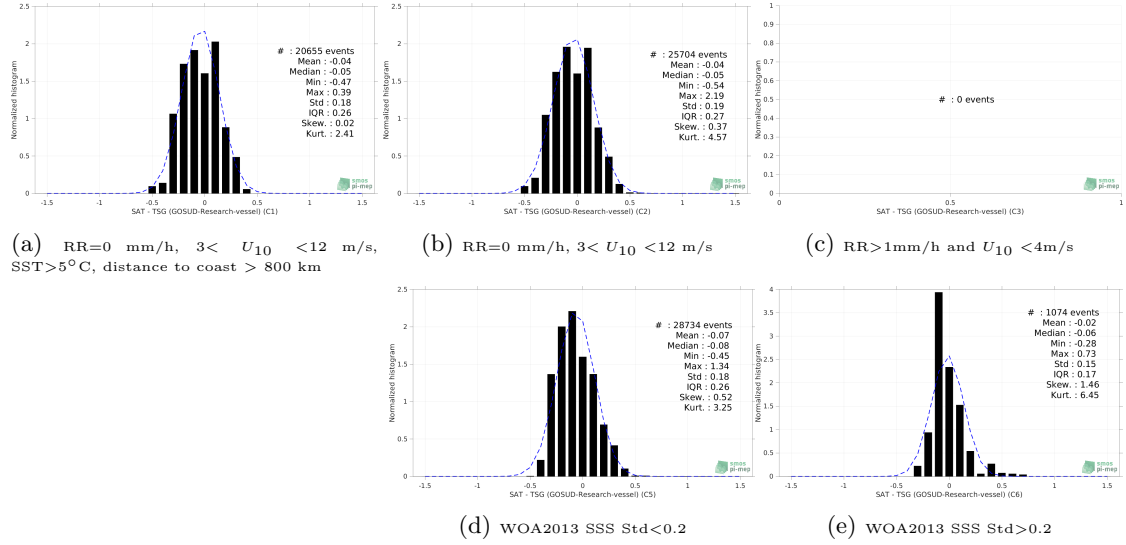 2.5
2
1.5
1
0.5
0
-1.5 -1 -0.5 0 0.5 1 1.5
Normalized histogram
# : 20655 events
Mean : -0.04
Median : -0.05
Min : -0.47
Max : 0.39
Std : 0.18
IQR : 0.26
Skew. : 0.02
Kurt. : 2.41
smos
pi-mep
SAT - TSG (GOSUD-Research-vessel) (C1)
(a) RR=0 mm/h, 3< U10 <12 m/s,
SST>5°C, distance to coast > 800 km
2.5
2
1.5
1
0.5
0
-1.5 -1 -0.5 0 0.5 1 1.5
Normalized histogram
# : 25704 events
Mean : -0.04
Median : -0.05
Min : -0.54
Max : 2.19
Std : 0.19
IQR : 0.27
Skew. : 0.37
Kurt. : 4.57
smos
pi-mep
SAT - TSG (GOSUD-Research-vessel) (C2)
(b) RR=0 mm/h, 3< U10 <12 m/s
1
0.9
0.8
0.7
0.6
0.5
0.4
0.3
0.2
0.1
0
0 0.5 1
Normalized histogram
# : 0 events
smos
pi-mep
SAT - TSG (GOSUD-Research-vessel) (C3)
(c) RR>1mm/h and U10 <4m/s
2.5
2
1.5
1
0.5
0
-1.5 -1 -0.5 0 0.5 1 1.5
Normalized histogram
# : 28734 events
Mean : -0.07
Median : -0.08
Min : -0.45
Max : 1.34
Std : 0.18
IQR : 0.26
Skew. : 0.52
Kurt. : 3.25
smos
pi-mep
SAT - TSG (GOSUD-Research-vessel) (C5)
(d) WOA2013 SSS Std<0.2
4
3.5
3
2.5
2
1.5
1
0.5
0
-1.5 -1 -0.5 0 0.5 1 1.5
Normalized histogram
# : 1074 events
Mean : -0.02
Median : -0.06
Min : -0.28
Max : 0.73
Std : 0.15
IQR : 0.17
Skew. : 1.46
Kurt. : 6.45
smos
pi-mep
SAT - TSG (GOSUD-Research-vessel) (C6)
(e) WOA2013 SSS Std>0.2